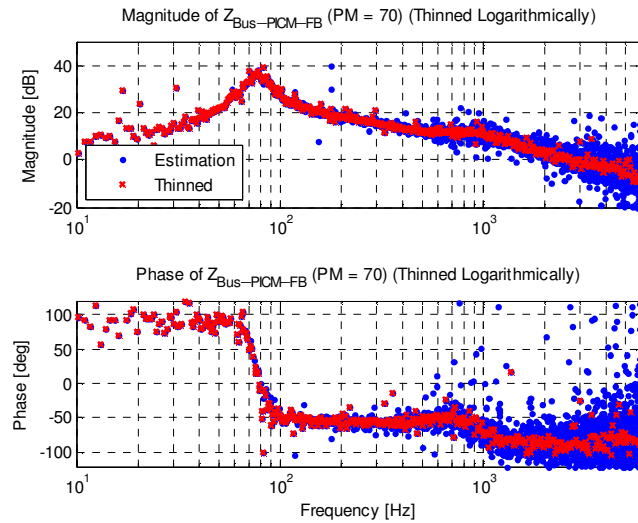 Magnitude of Z_Bus−PICM−FB (PM = 70) (Thinned Logarithmically)
Magnitude [dB]
40
20
0
-20
Estimation
Thinned
10^1 10^2 10^3
Phase of Z_Bus−PICM−FB (PM = 70) (Thinned Logarithmically)
Phase [deg]
100
50
0
-50
-100
10^1 10^2 10^3
Frequency [Hz]